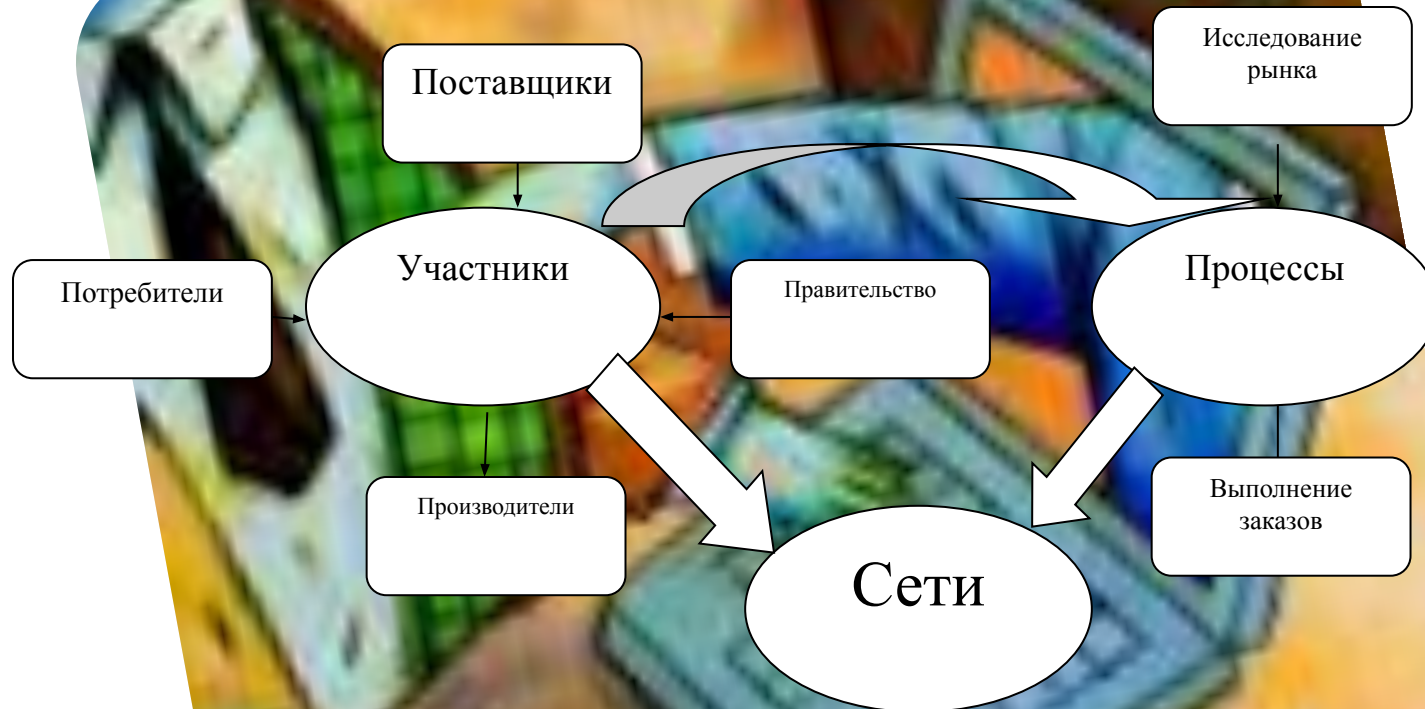 Поставщики
Исследование
рынка
Участники
Процессы
Потребители
Правительство
Производители
Выполнение
заказов
Сети